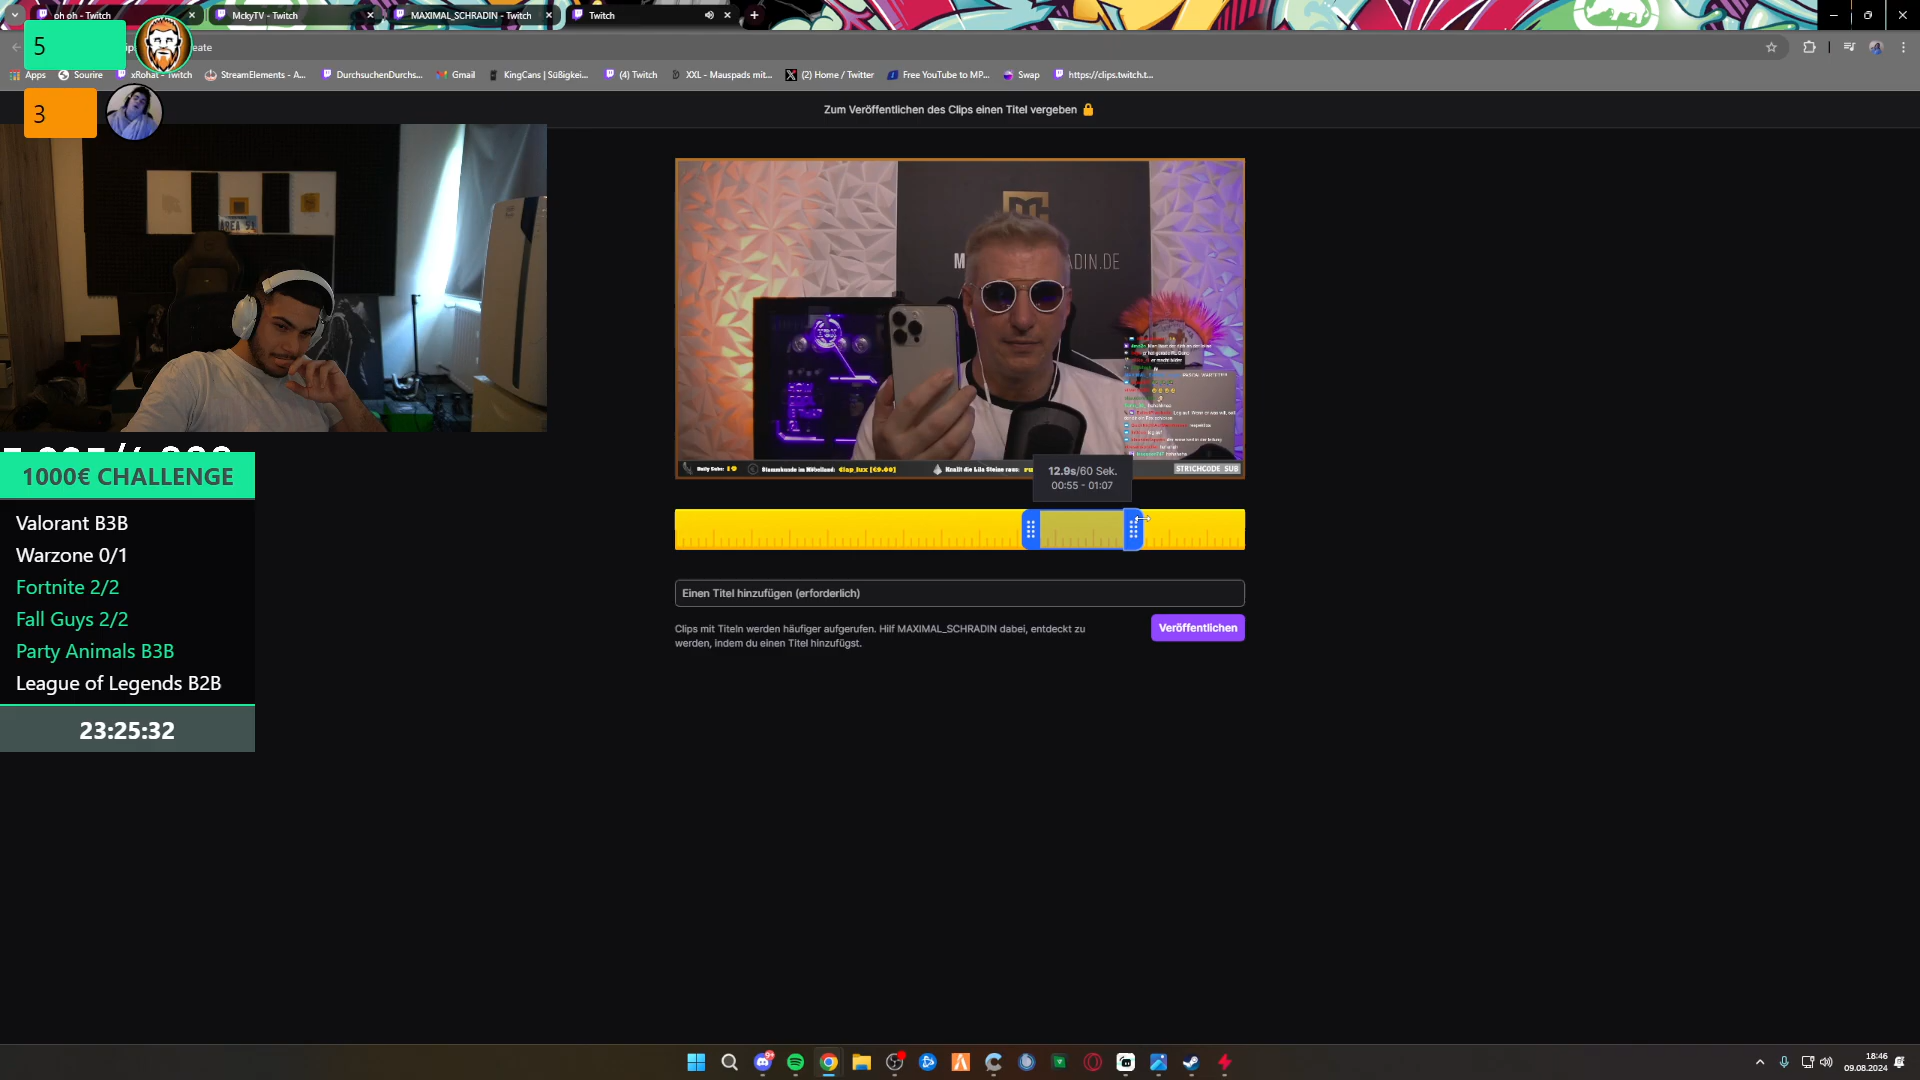 oh oh - Twitch
MckyTV - Twitch
MAXIMAL_SCHRADIN - Twitch
Twitch
5
eate
Apps
Sourire
xRohat - Twitch
StreamElements - A...
DurchsuchenDurchs...
Gmail
KingCans | Süßigkei...
(4) Twitch
XXL - Mauspads mit...
(2) Home / Twitter
Free YouTube to MP...
Swap
https://clips.twitch.t...
3
Zum Veröffentlichen des Clips einen Titel vergeben
AREA 51
ADIN.DE
STRICHCODE SUB
12.9s/60 Sek.
00:55 - 01:07
1000€ CHALLENGE
Valorant B3B
Warzone 0/1
Fortnite 2/2
Fall Guys 2/2
Party Animals B3B
League of Legends B2B
23:25:32
Einen Titel hinzufügen (erforderlich)
Clips mit Titeln werden häufiger aufgerufen. Hilf MAXIMAL_SCHRADIN dabei, entdeckt zu
werden, indem du einen Titel hinzufügst.
Veröffentlichen
18:46
09.08.2024